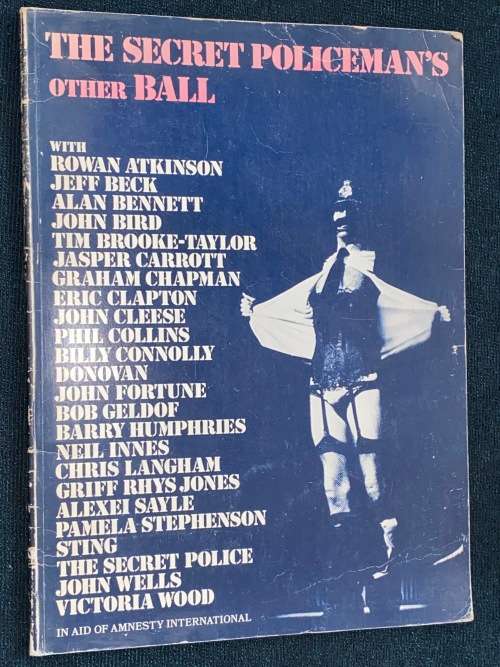 THE SECRET POLICEMAN'S
OTHER BALL
WITH
ROWAN ATKINSON
JEFF BECK
ALAN BENNETT
JOHN BIRD
TIM BROOKE-TAYLOR
JASPER CARROTT
GRAHAM CHAPMAN
ERIC CLAPTON
JOHN CLEESE
PHIL COLLINS
BILLY CONNOLLY
DONOVAN
JOHN FORTUNE
BOB GELDOF
BARRY HUMPHRIES
NEIL INNES
CHRIS LANGHAM
GRIFF RHYS JONES
ALEXEI SAYLE
PAMELA STEPHENSON
STING
THE SECRET POLICE
JOHN WELLS
VICTORIA WOOD
IN AID OF AMNESTY INTERNATIONAL